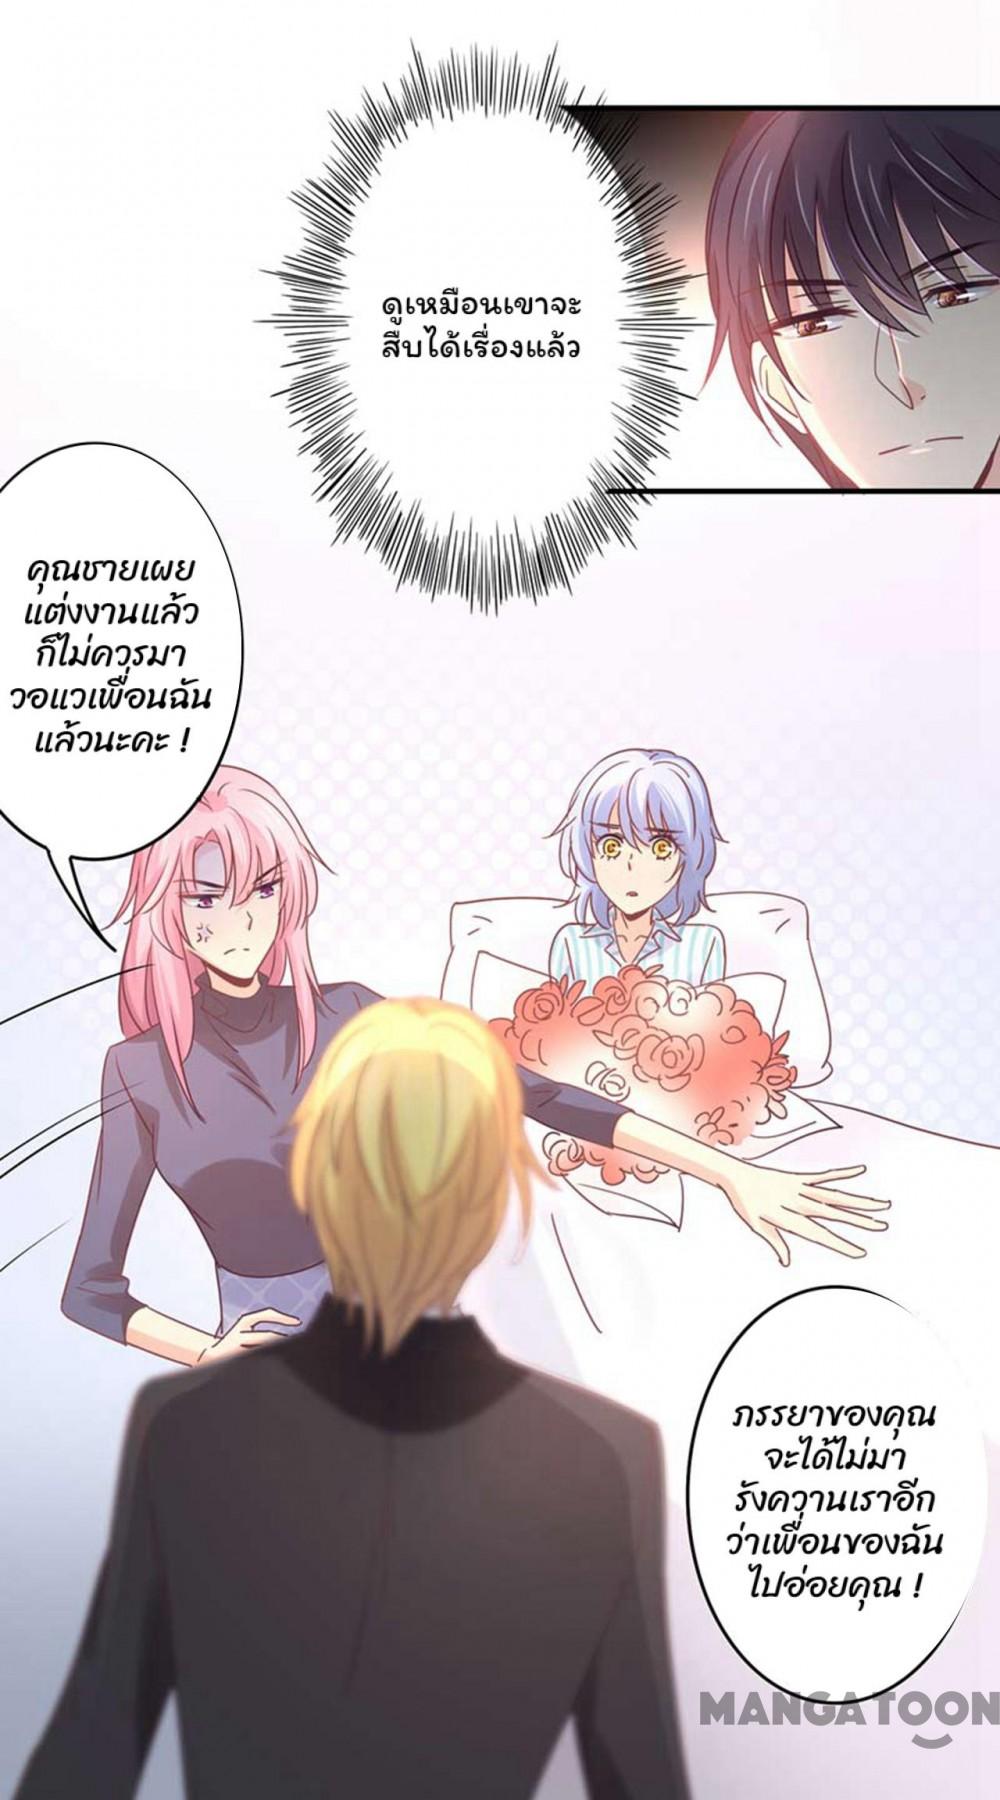 ดูเหมือนเขาจะ
สืบได้เรื่องแล้ว
คุณชายเผย
แต่งงานแล้ว
ก็ไม่ควรมา
วอแวเพื่อนฉัน
แล้วนะคะ !
ภรรยาของคุณ
จะได้ไม่มา
รังควานเราอีก
ว่าเพื่อนของฉัน
ไปอ่อยคุณ !
MANGATOON